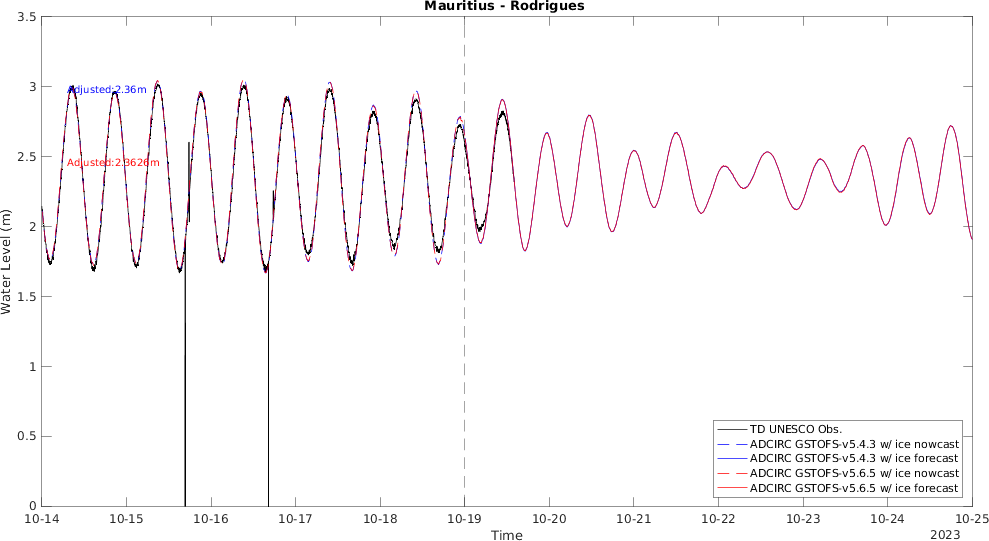 Mauritius - Rodrigues
3.5
3
2.5
2
1.5
1
0.5
0
Water Level (m)
Adjusted:2.36m
Adjusted:2.3626m
TD UNESCO Obs.
ADCIRC GSTOFS-v5.4.3 w/ ice nowcast
ADCIRC GSTOFS-v5.4.3 w/ ice forecast
ADCIRC GSTOFS-v5.6.5 w/ ice nowcast
ADCIRC GSTOFS-v5.6.5 w/ ice forecast
10-14 10-15 10-16 10-17 10-18 10-19 10-20 10-21 10-22 10-23 10-24 10-25
Time
2023